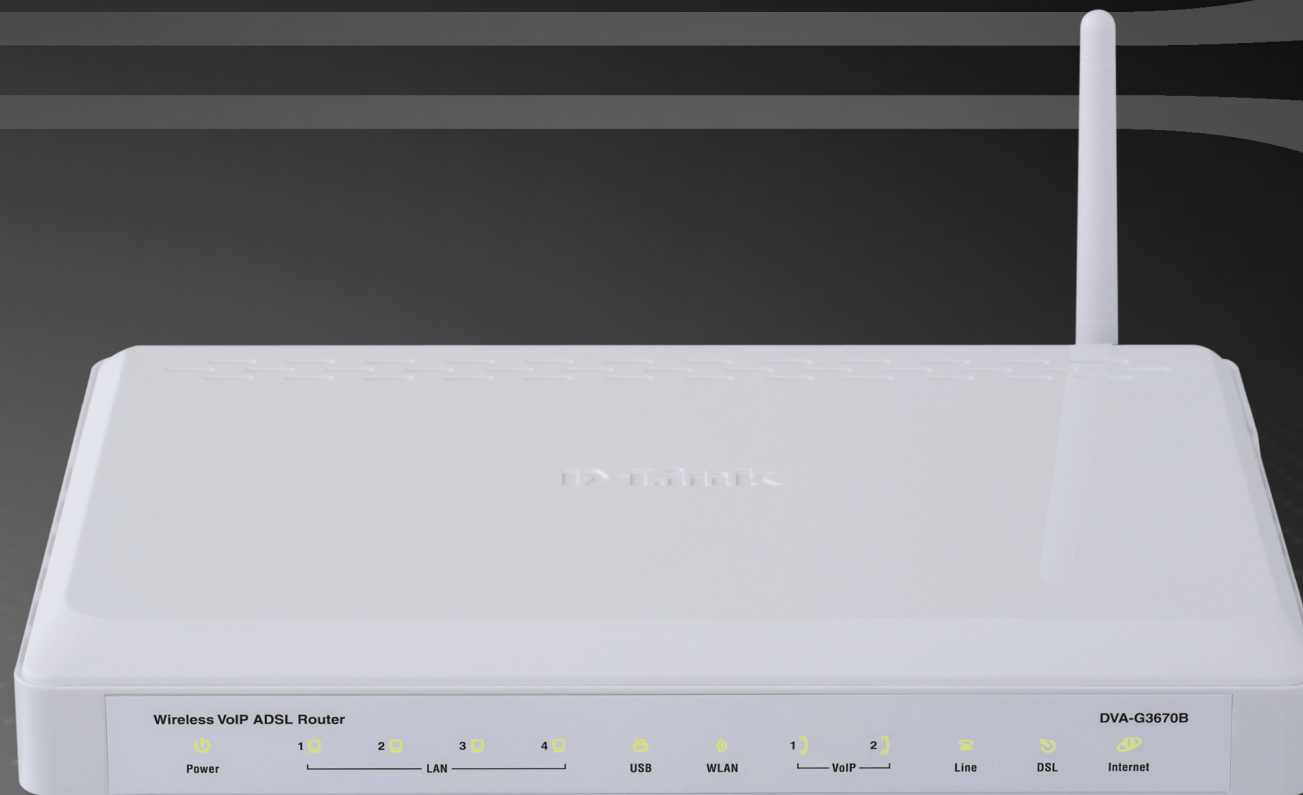 D-Link
Wireless VoIP ADSL Router DVA-G3670B
1 2 3 4 1 2
Power LAN USB WLAN VoIP Line DSL Internet